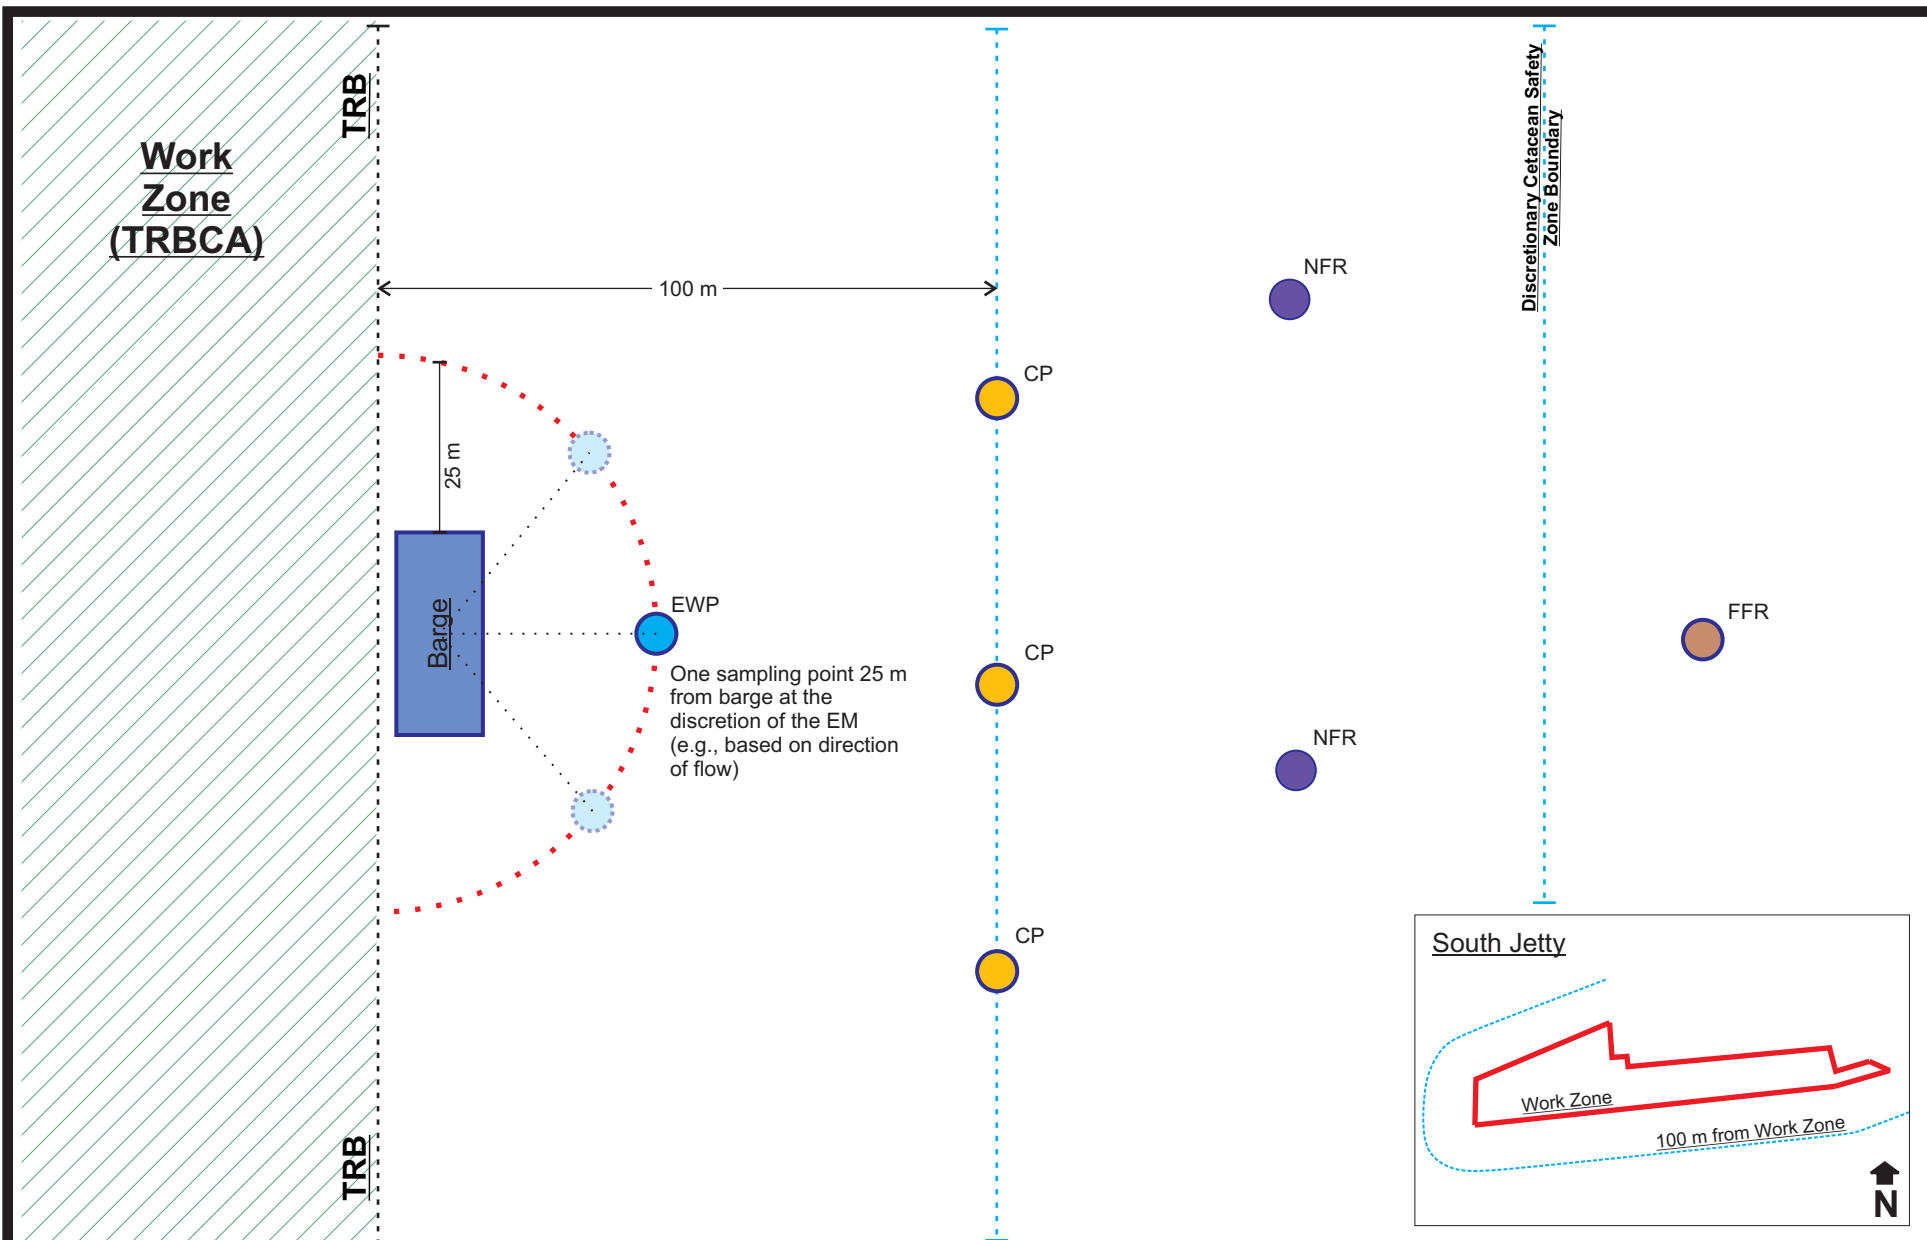 TRB
Work
Zone
(TRBCA)
Discretionary Cetacean Safety
Zone Boundary
NFR
100 m
CP
25 m
Barge
EWP
One sampling point 25 m
from barge at the
discretion of the EM
(e.g., based on direction
of flow)
CP
FFR
NFR
CP
TRB
South Jetty
Work Zone
100 m from Work Zone
N